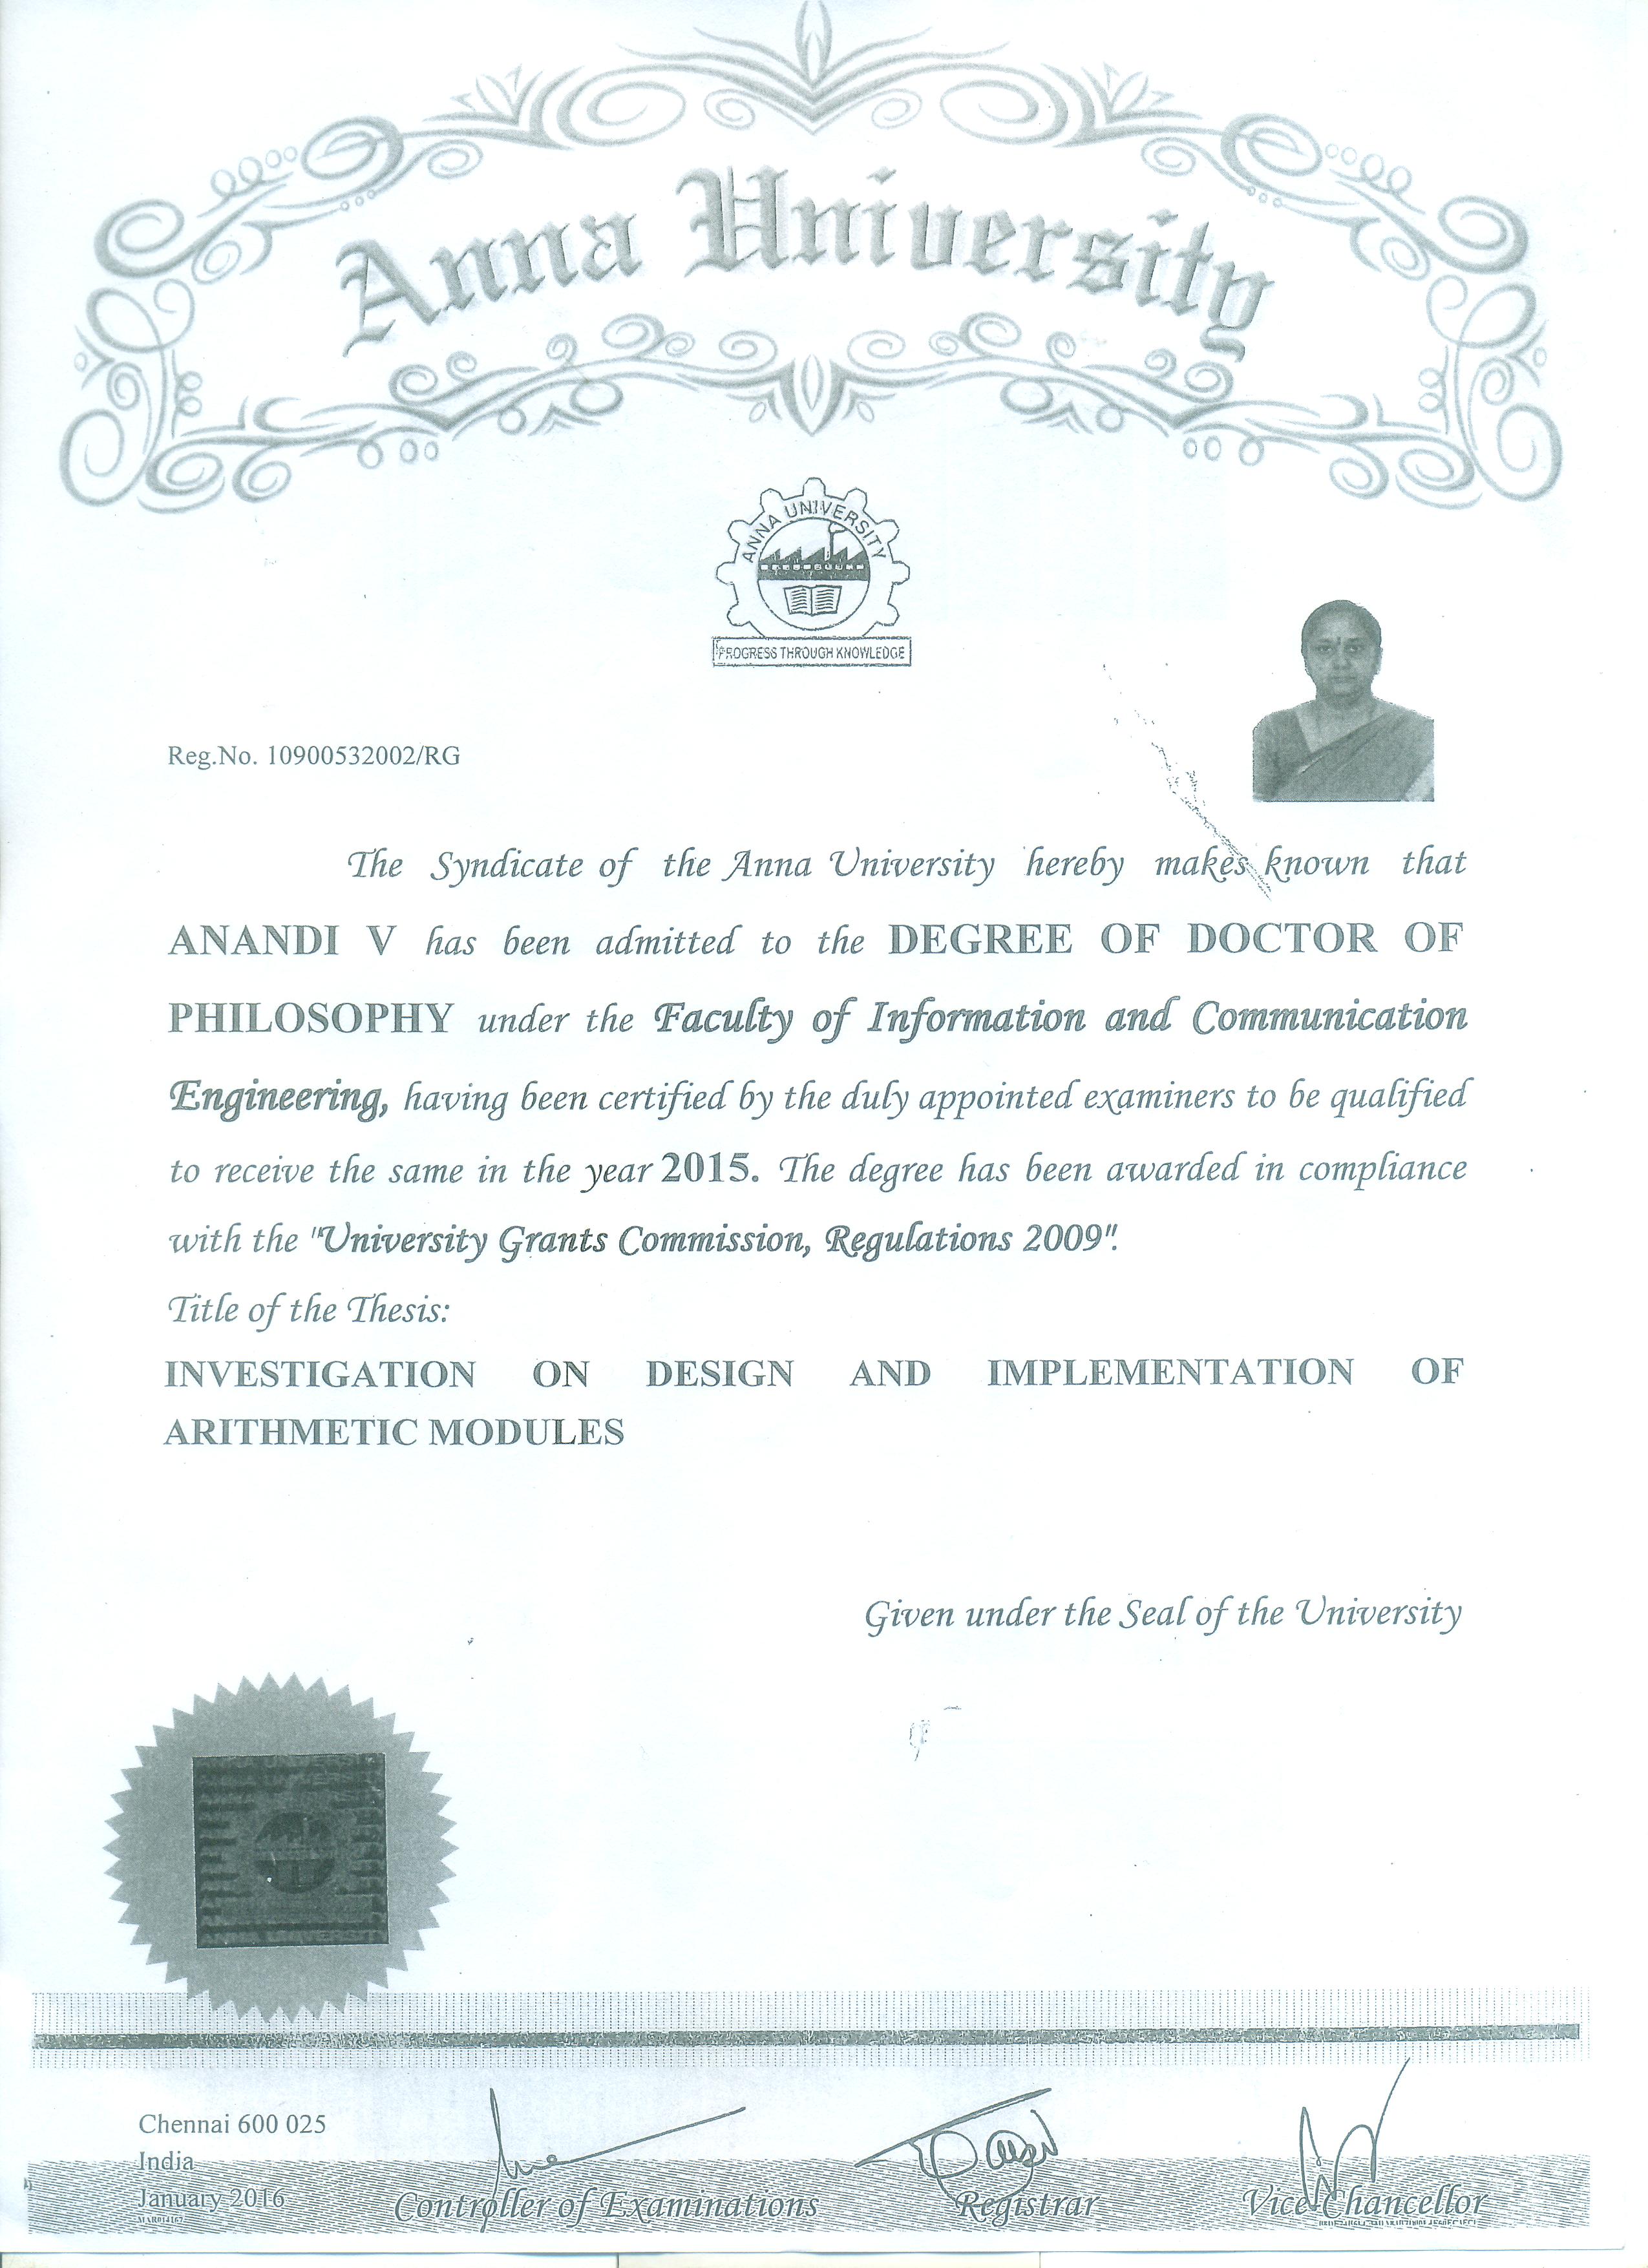 Anna University
ANNA UNIVERSITY
PROGRESS THROUGH KNOWLEDGE
Reg.No. 10900532002/RG
The Syndicate of the Anna University hereby makes known that
ANANDI V has been admitted to the DEGREE OF DOCTOR OF
PHILOSOPHY under the Faculty of Information and Communication
Engineering, having been certified by the duly appointed examiners to be qualified
to receive the same in the year 2015. The degree has been awarded in compliance
with the "University Grants Commission, Regulations 2009".
Title of the Thesis:
INVESTIGATION ON DESIGN AND IMPLEMENTATION OF
ARITHMETIC MODULES
Given under the Seal of the University
ANNA UNIVERSITY
Chennai 600 025
India
January 2016
Controller of Examinations
Registrar
Vice-Chancellor